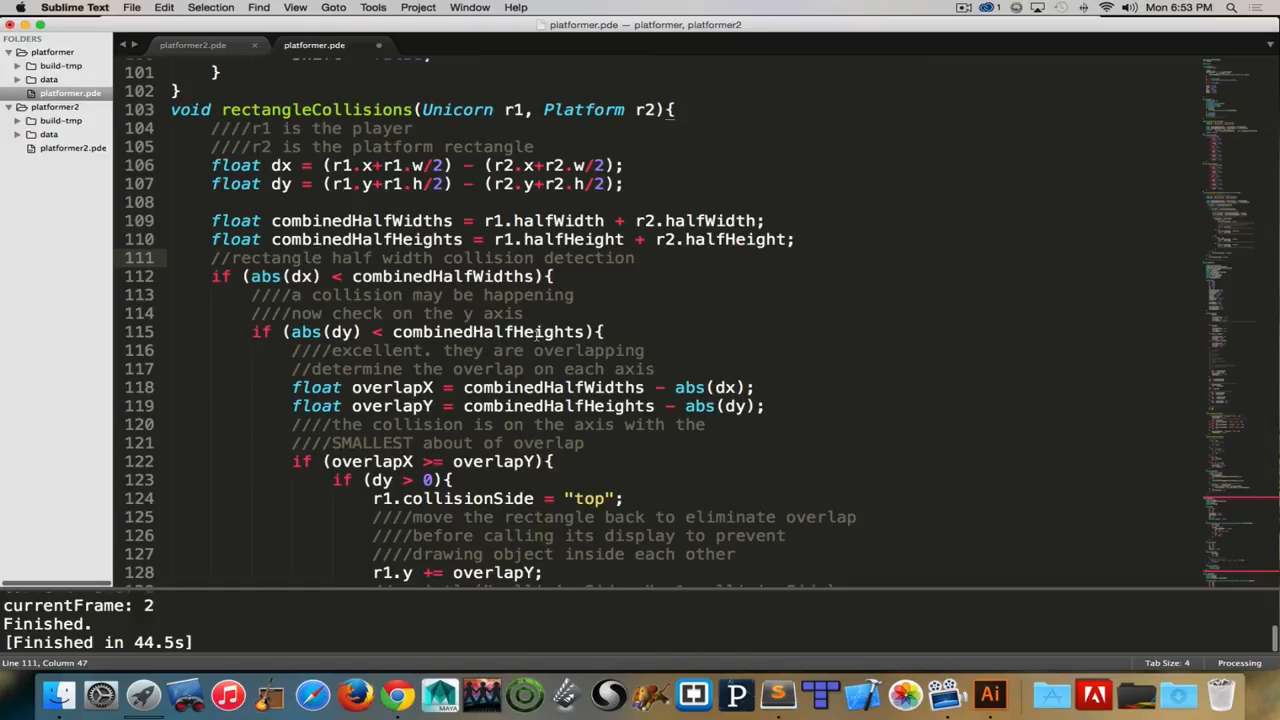 Sublime Text File Edit Selection Find View Goto Tools Project Window Help 1 Mon 6:53 PM
platformer.pde — platformer, platformer2
FOLDERS
platformer
build-tmp
data
platformer.pde
platformer2
build-tmp
data
platformer2.pde
platformer2.pde × platformer.pde
101 }
102 }
103 void rectangleCollisions(Unicorn r1, Platform r2){
104 ////r1 is the player
105 ////r2 is the platform rectangle
106 float dx = (r1.x+r1.w/2) - (r2.x+r2.w/2);
107 float dy = (r1.y+r1.h/2) - (r2.y+r2.h/2);
108
109 float combinedHalfWidths = r1.halfWidth + r2.halfWidth;
110 float combinedHalfHeights = r1.halfHeight + r2.halfHeight;
111 //rectangle half width collision detection
112 if (abs(dx) < combinedHalfWidths){
113 ////a collision may be happening
114 ////now check on the y axis
115 if (abs(dy) < combinedHalfHeights){
116 ////excellent. they are overlapping
117 //determine the overlap on each axis
118 float overlapX = combinedHalfWidths - abs(dx);
119 float overlapY = combinedHalfHeights - abs(dy);
120 ////the collision is on the axis with the
121 ////SMALLEST about of overlap
122 if (overlapX >= overlapY){
123 if (dy > 0){
124 r1.collisionSide = "top";
125 ////move the rectangle back to eliminate overlap
126 ////before calling its display to prevent
127 ////drawing object inside each other
128 r1.y += overlapY;
currentFrame: 2
Finished.
[Finished in 44.5s]
Line 111, Column 47 Tab Size: 4 Processing
MAYA P S T Ai